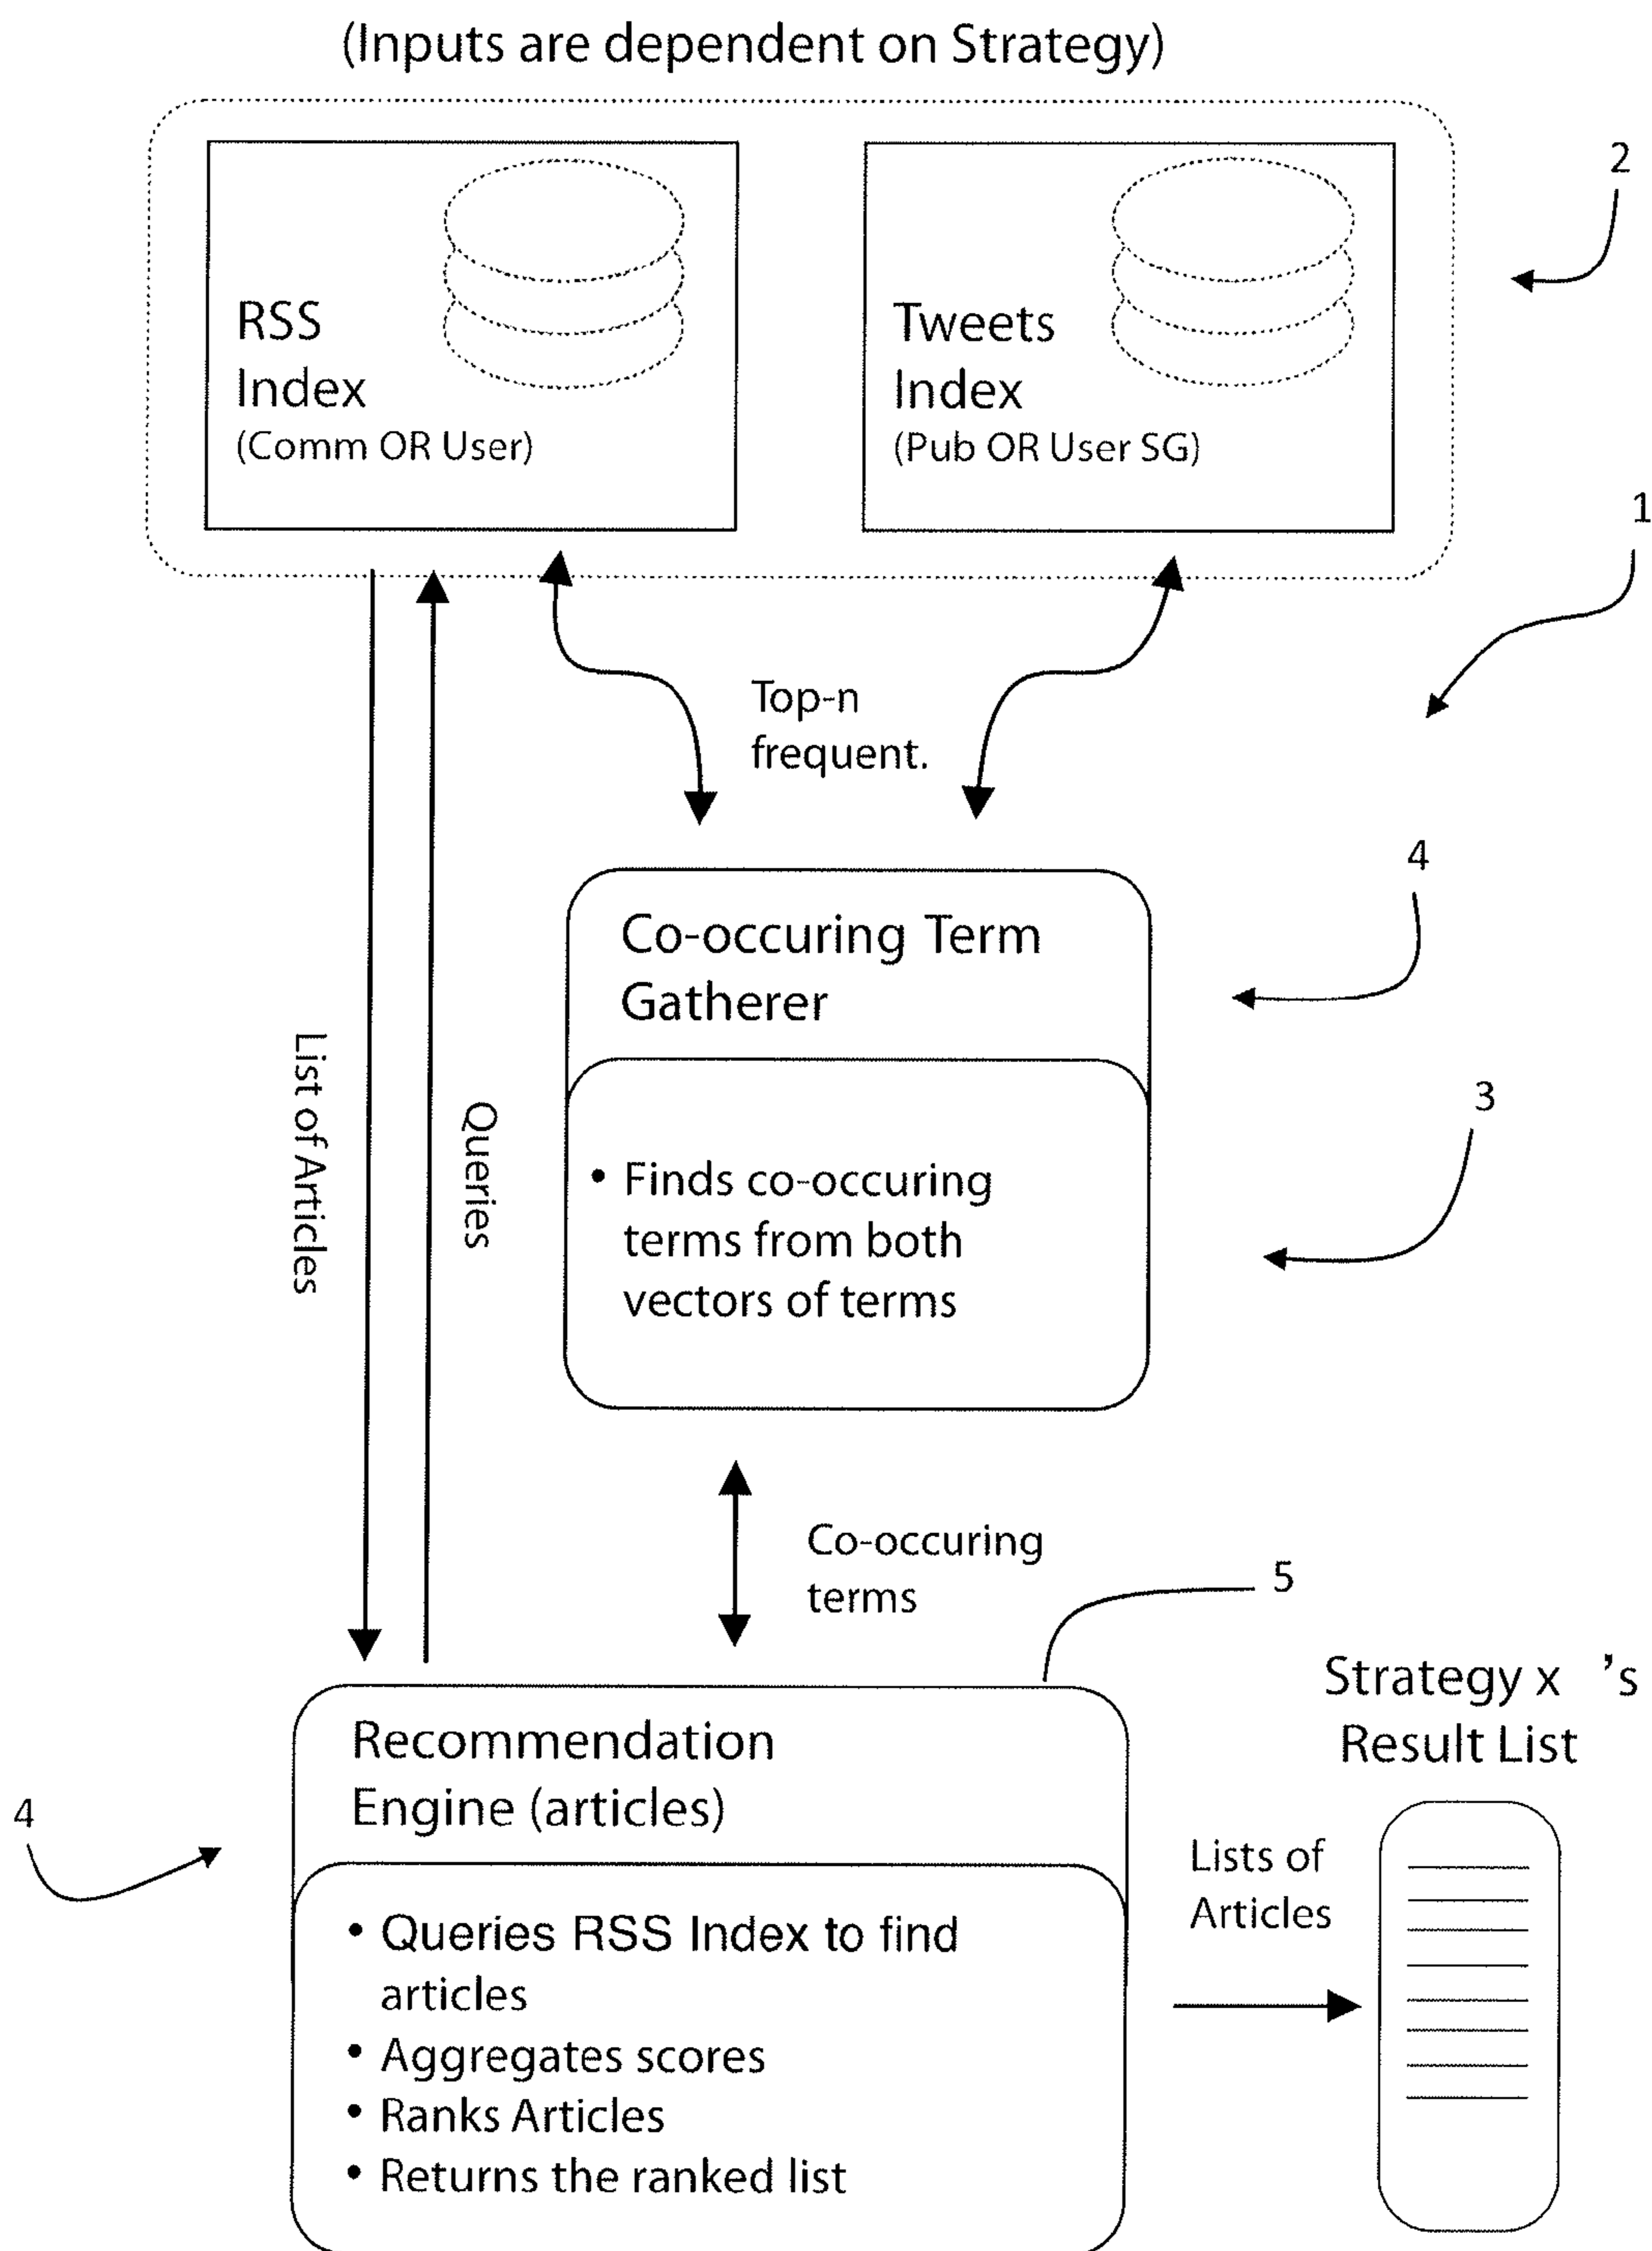 (Inputs are dependent on Strategy)
2
RSS
Index
(Comm OR User)
Tweets
Index
(Pub OR User SG)
1
Top-n
frequent.
4
Co-occuring Term
Gatherer
3
• Finds co-occuring
terms from both
vectors of terms
List of Articles
Queries
Co-occuring
terms
5
Strategy x 's
Result List
Recommendation
Engine (articles)
4
Lists of
Articles
• Queries RSS Index to find
articles
• Aggregates scores
• Ranks Articles
• Returns the ranked list